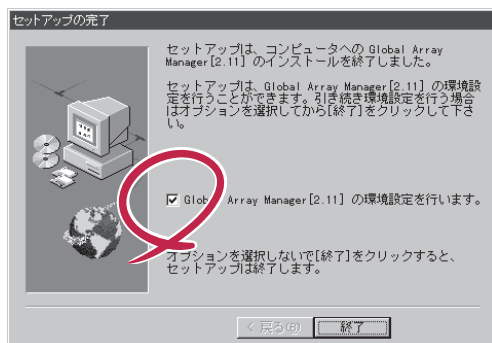 セットアップの完了
セットアップは、コンピュータへの Global Array
Manager[2.11] のインストールを終了しました。
セットアップは、Global Array Manager[2.11] の環境設
定を行うことができます。引き続き環境設定を行う場合
はオプションを選択してから[終了]をクリックして下さ
い。
Global Array Manager[2.11] の環境設定を行います。
オプションを選択しないで[終了]をクリックすると、
セットアップは終了します。
< 戻る(B)
終了